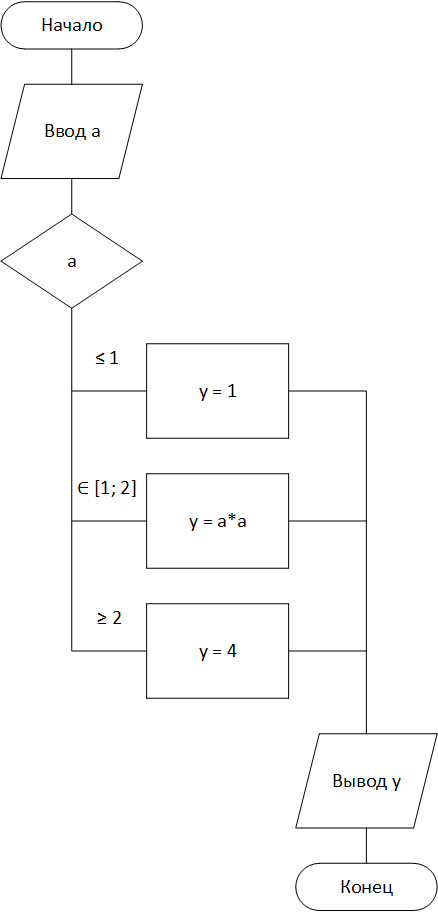 Начало
Ввод a
a
≤ 1
y = 1
∈ [1; 2]
y = a*a
≥ 2
y = 4
Вывод y
Конец